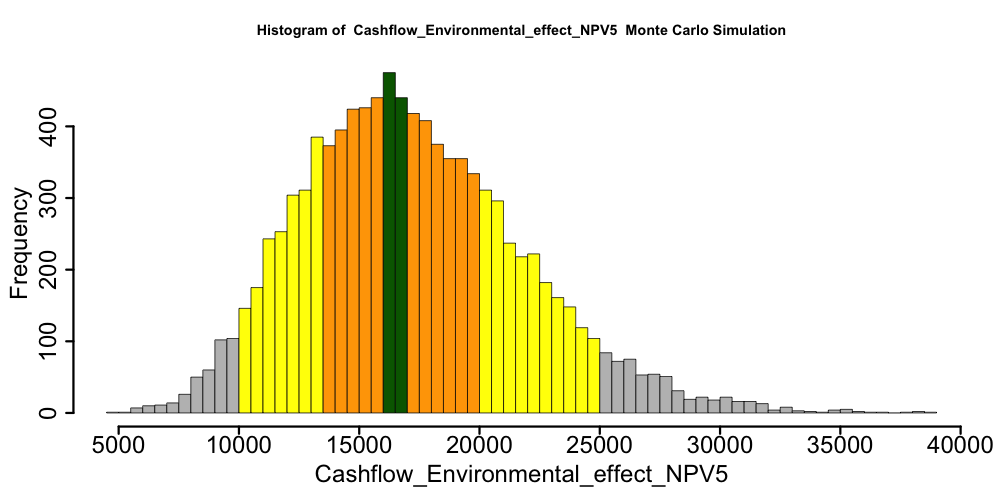 Histogram of Cashflow_Environmental_effect_NPV5 Monte Carlo Simulation
Frequency
400
300
200
100
0
5000 10000 15000 20000 25000 30000 35000 40000
Cashflow_Environmental_effect_NPV5